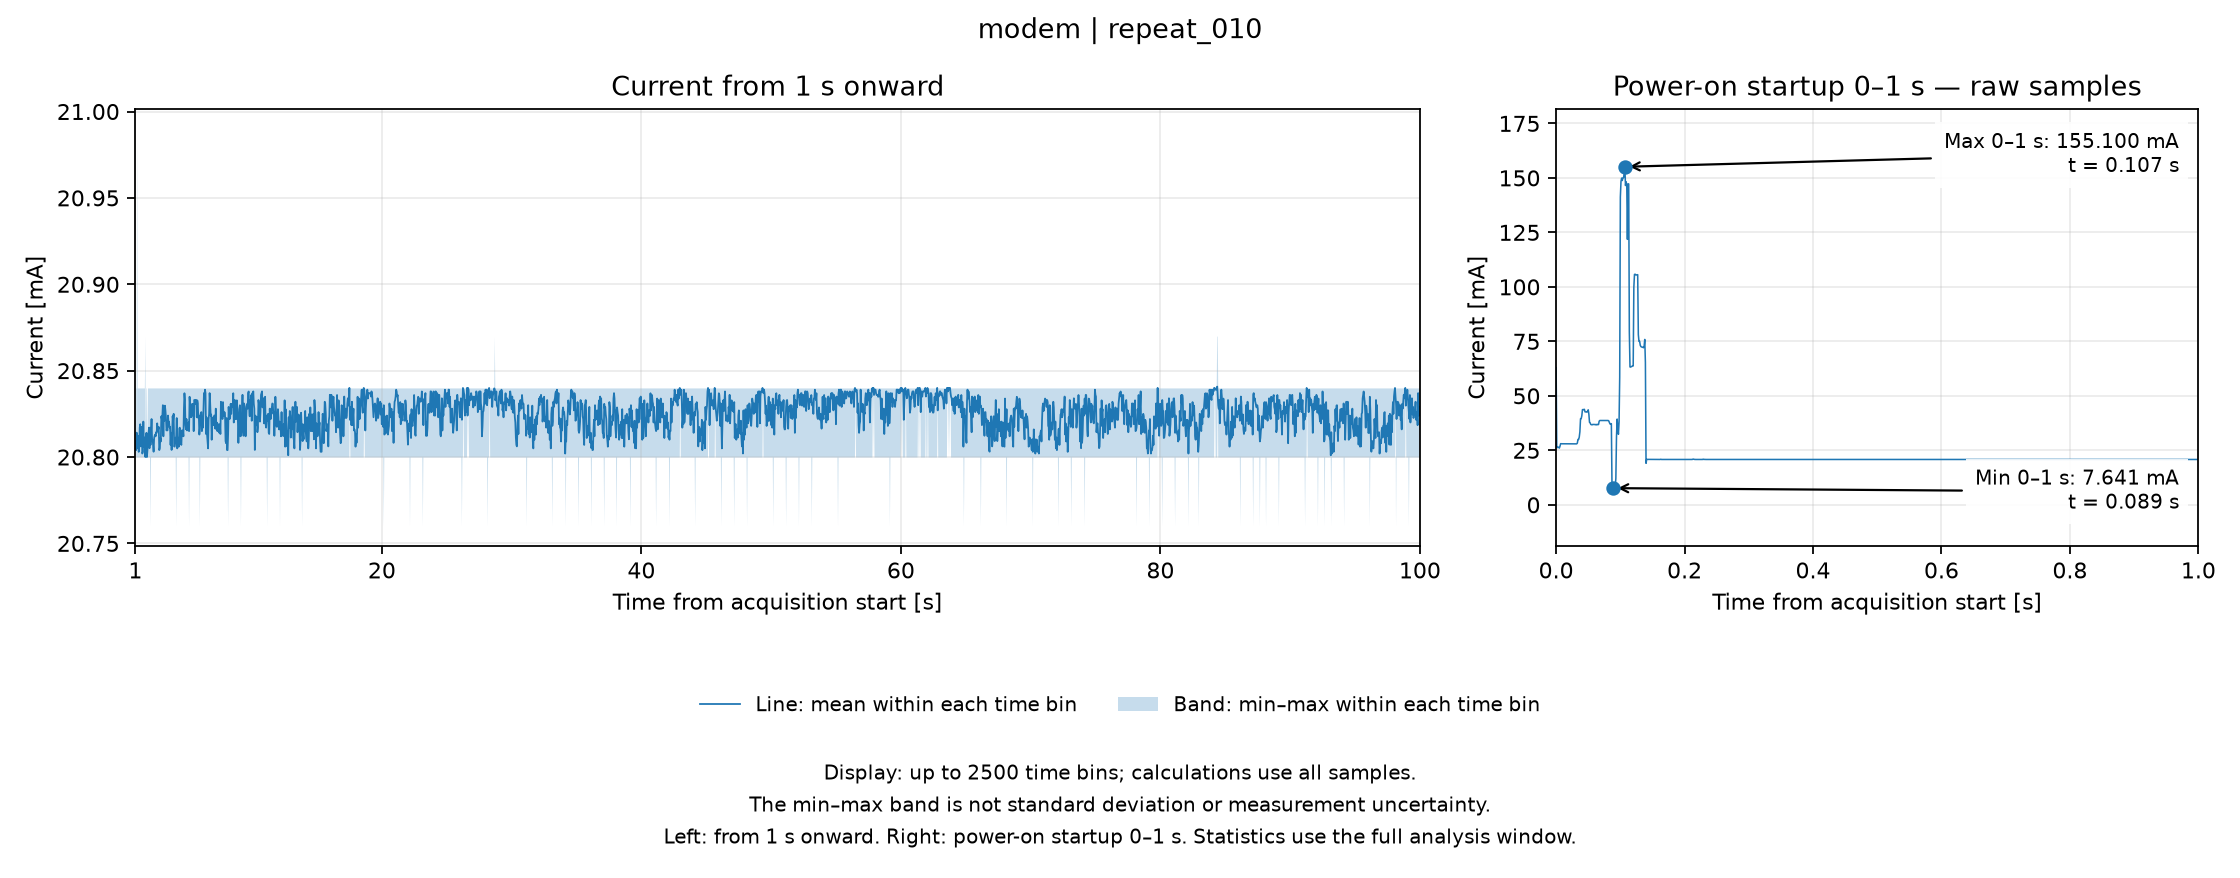 modem | repeat_010
Current from 1 s onward
Current [mA]
21.00
20.95
20.90
20.85
20.80
20.75
1
20
40
60
80
100
Time from acquisition start [s]
Power-on startup 0–1 s — raw samples
Current [mA]
175
150
125
100
75
50
25
0
Max 0–1 s: 155.100 mA
t = 0.107 s
Min 0–1 s: 7.641 mA
t = 0.089 s
0.0
0.2
0.4
0.6
0.8
1.0
Time from acquisition start [s]
Line: mean within each time bin
Band: min–max within each time bin
Display: up to 2500 time bins; calculations use all samples.
The min–max band is not standard deviation or measurement uncertainty.
Left: from 1 s onward. Right: power-on startup 0–1 s. Statistics use the full analysis window.